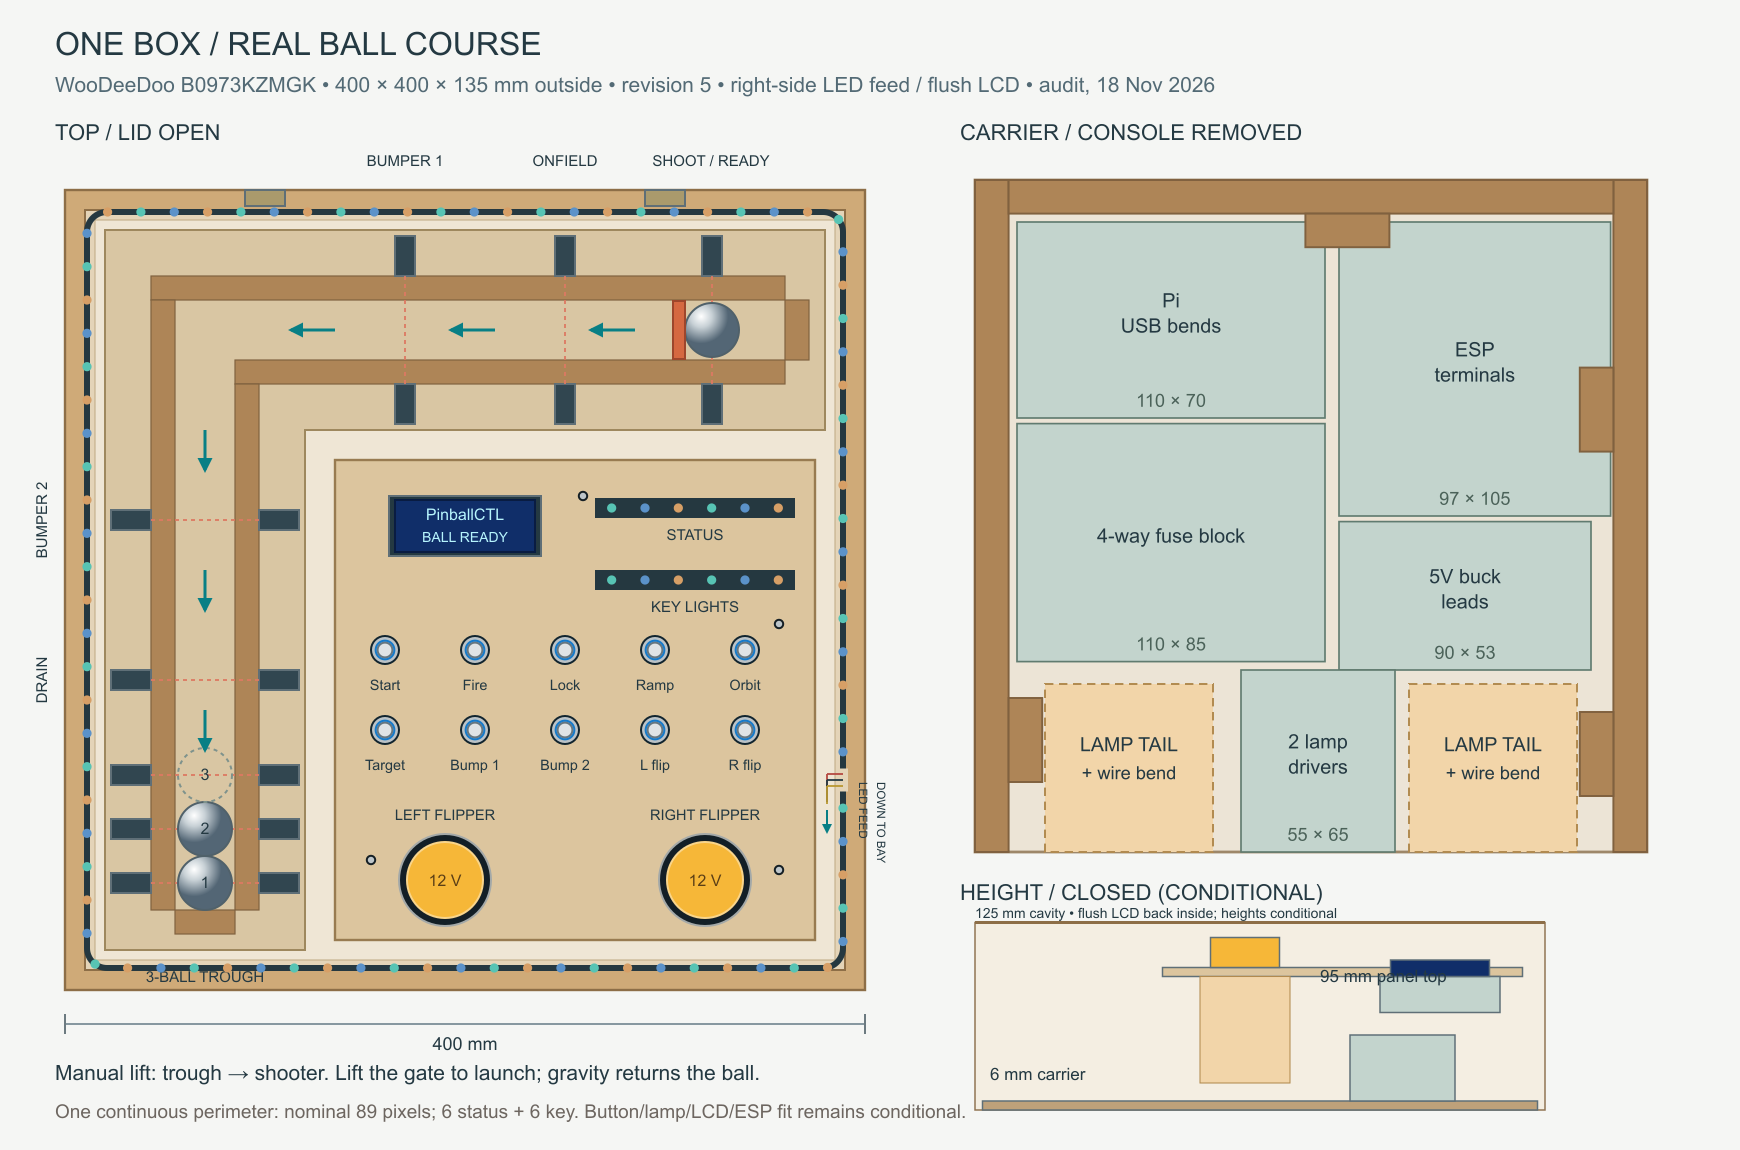 ONE BOX / REAL BALL COURSE
WooDeeDoo B0973KZMGK • 400 × 400 × 135 mm outside • revision 5 • right-side LED feed / flush LCD • audit, 18 Nov 2026
TOP / LID OPEN
BUMPER 1
ONFIELD
SHOOT / READY
BUMPER 2
DRAIN
PinballCTL
BALL READY
STATUS
KEY LIGHTS
Start
Fire
Lock
Ramp
Orbit
Target
Bump 1
Bump 2
L flip
R flip
LEFT FLIPPER
RIGHT FLIPPER
12 V
12 V
3
2
1
LED FEED
DOWN TO BAY
3-BALL TROUGH
400 mm
Manual lift: trough → shooter. Lift the gate to launch; gravity returns the ball.
One continuous perimeter: nominal 89 pixels; 6 status + 6 key. Button/lamp/LCD/ESP fit remains conditional.
CARRIER / CONSOLE REMOVED
Pi
USB bends
110 × 70
ESP
terminals
97 × 105
4-way fuse block
110 × 85
5V buck
leads
90 × 53
LAMP TAIL
+ wire bend
2 lamp
drivers
55 × 65
LAMP TAIL
+ wire bend
HEIGHT / CLOSED (CONDITIONAL)
125 mm cavity • flush LCD back inside; heights conditional
95 mm panel top
6 mm carrier